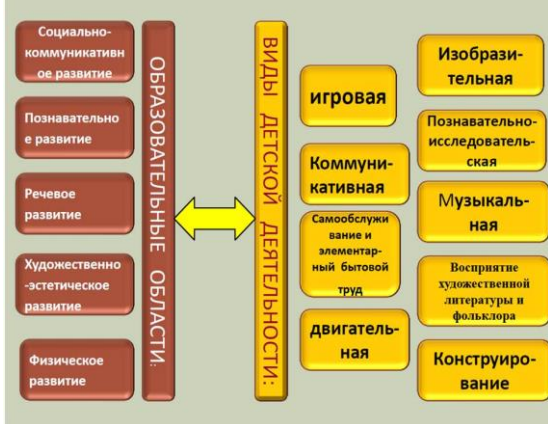 Социально-
коммуникативн
ое развитие
Познавательно
е развитие
Речевое
развитие
Художественно
-эстетическое
развитие
Физическое
развитие
ОБРАЗОВАТЕЛЬНЫЕ ОБЛАСТИ:
ВИДЫ ДЕТСКОЙ ДЕЯТЕЛЬНОСТИ:
игровая
Коммуни-
кативная
Самообслужи
вание и
элементар-
ный бытовой
труд
двигатель-
ная
Изобрази-
тельная
Познавательно-
исследователь-
ская
Музыкаль-
ная
Восприятие
художественной
литературы и
фольклора
Конструиро-
вание